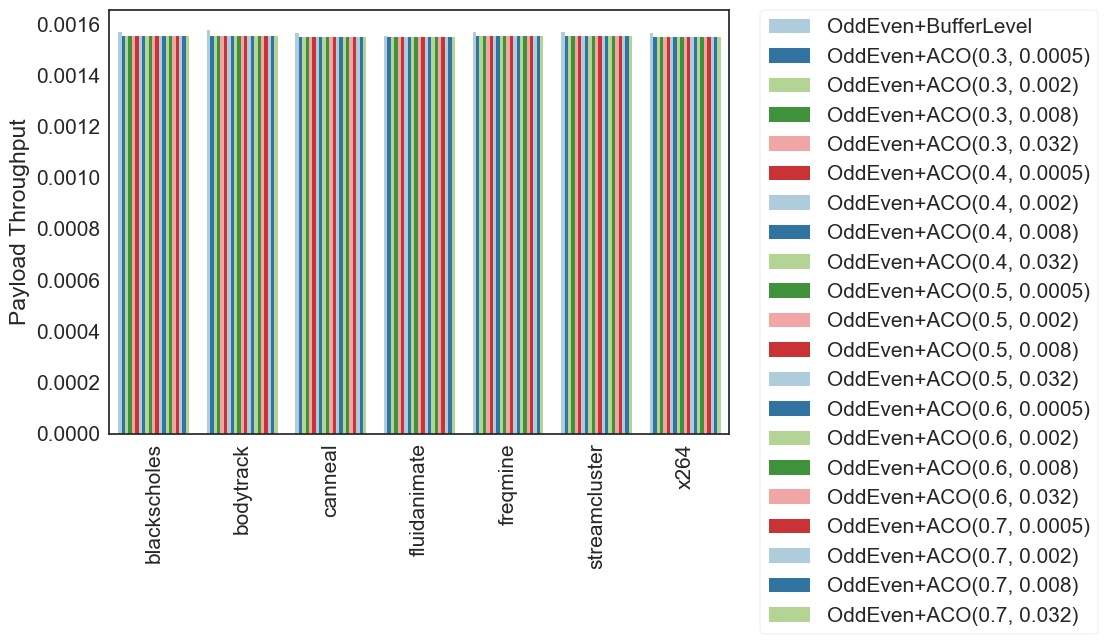 Payload Throughput
0.0016
0.0014
0.0012
0.0010
0.0008
0.0006
0.0004
0.0002
0.0000
blackscholes
bodytrack
canneal
fluidanimate
freqmine
streamcluster
x264
OddEven+BufferLevel
OddEven+ACO(0.3, 0.0005)
OddEven+ACO(0.3, 0.002)
OddEven+ACO(0.3, 0.008)
OddEven+ACO(0.3, 0.032)
OddEven+ACO(0.4, 0.0005)
OddEven+ACO(0.4, 0.002)
OddEven+ACO(0.4, 0.008)
OddEven+ACO(0.4, 0.032)
OddEven+ACO(0.5, 0.0005)
OddEven+ACO(0.5, 0.002)
OddEven+ACO(0.5, 0.008)
OddEven+ACO(0.5, 0.032)
OddEven+ACO(0.6, 0.0005)
OddEven+ACO(0.6, 0.002)
OddEven+ACO(0.6, 0.008)
OddEven+ACO(0.6, 0.032)
OddEven+ACO(0.7, 0.0005)
OddEven+ACO(0.7, 0.002)
OddEven+ACO(0.7, 0.008)
OddEven+ACO(0.7, 0.032)